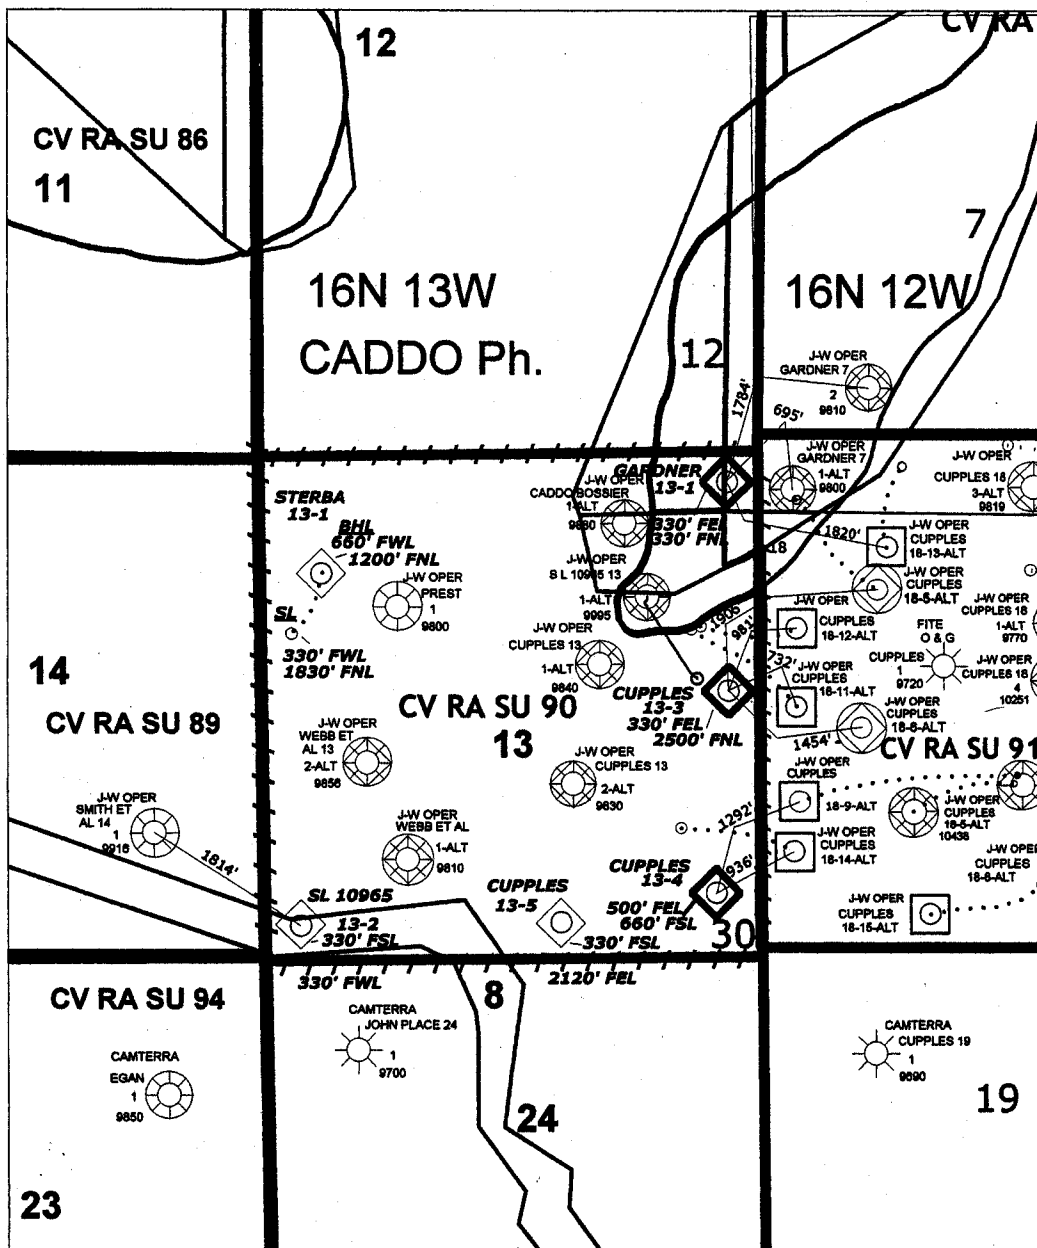 CV RA
12
CV RA SU 86
11
7
16N 13W
CADDO Ph.
16N 12W
12
1784'
J-W OPER
GARDNER 7
2
9810
695'
J-W OPER
GARDNER 7
1-ALT
9800
J-W OPER
CUPPLES 18
3-ALT
9819
GARDNER
13-1
330' FEL
330' FNL
J-W OPER
CADDO BOSSIER
1-ALT
9880
STERBA
13-1
BHL
660' FWL
1200' FNL
SL
330' FWL
1830' FNL
J-W OPER
PREST
1
9800
J-W OPER
S L 10965 13
1-ALT
9995
18
1820'
J-W OPER
CUPPLES
18-13-ALT
J-W OPER
CUPPLES
18-5-ALT
1906'
981'
J-W OPER
CUPPLES
18-12-ALT
FITE
O & G
CUPPLES
1
9720
J-W OPER
CUPPLES 18
1-ALT
9770
J-W OPER
CUPPLES 13
1-ALT
9840
732'
J-W OPER
CUPPLES
18-11-ALT
J-W OPER
CUPPLES 18
4
10251
14
CV RA SU 89
CV RA SU 90
13
CUPPLES
13-3
330' FEL
2500' FNL
J-W OPER
CUPPLES
18-6-ALT
1454'
CV RA SU 91
J-W OPER
WEBB ET
AL 13
2-ALT
9856
J-W OPER
CUPPLES 13
2-ALT
9830
J-W OPER
CUPPLES
18-9-ALT
J-W OPER
CUPPLES
18-5-ALT
10436
J-W OPER
SMITH ET
AL 14
1
9916
1814'
J-W OPER
WEBB ET AL
1-ALT
9810
1292'
936'
J-W OPER
CUPPLES
18-14-ALT
J-W OPER
CUPPLES
18-6-ALT
SL 10965
13-2
330' FSL
330' FWL
CUPPLES
13-5
330' FSL
2120' FEL
CUPPLES
13-4
500' FEL
660' FSL
30
J-W OPER
CUPPLES
18-15-ALT
CV RA SU 94
8
CAMTERRA
JOHN PLACE 24
1
9700
CAMTERRA
CUPPLES 19
1
9690
CAMTERRA
EGAN
1
9850
19
24
23